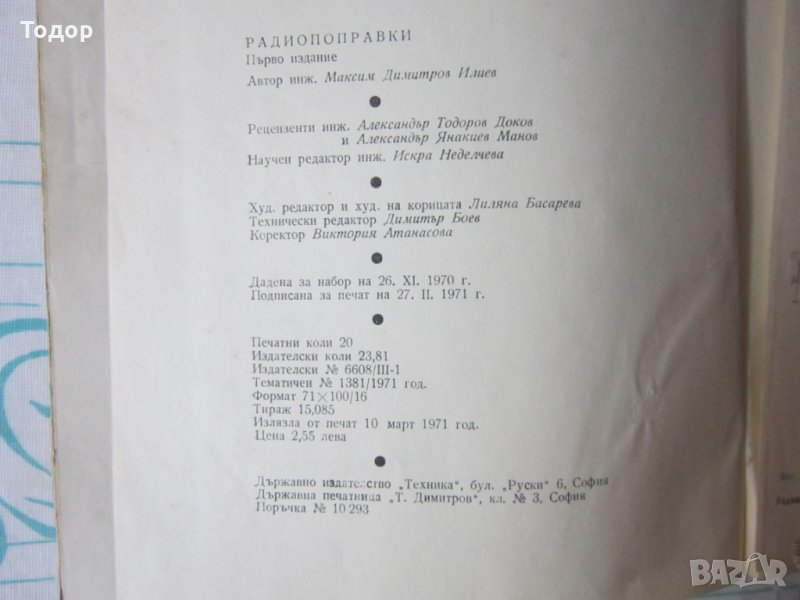 Тодор
РАДИОПОПРАВКИ
Първо издание
Автор инж. Максим Димитров Илиев
Рецензенти инж. Александър Тодоров Доков
и Александър Янакиев Манов
Научен редактор инж. Искра Неделчева
Худ. редактор и худ. на корицата Лиляна Басарева
Технически редактор Димитър Боев
Коректор Виктория Атанасова
Дадена за набор на 26. XI. 1970 г.
Подписана за печат на 27. II. 1971 г.
Печатни коли 20
Издателски коли 23,81
Издателски № 6608/III-1
Тематичен № 1381/1971 год.
Формат 71×100/16
Тираж 15,085
Излязла от печат 10 март 1971 год.
Цена 2,55 лева
Държавно издателство „Техника“, бул. „Руски“ 6, София
Държавна печатница „Т. Димитров“, кл. № 3, София
Поръчка № 10 293
BAZAR